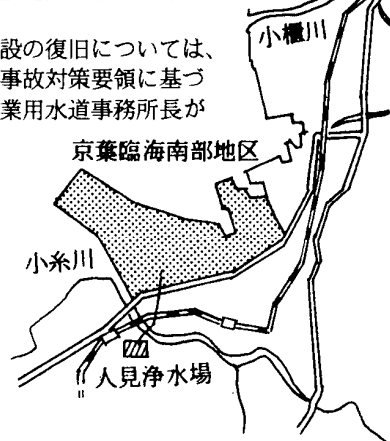 設の復旧については、
事故対策要領に基づ
業用水道事務所長が
小櫃川
京葉臨海南部地区
小糸川
人見浄水場